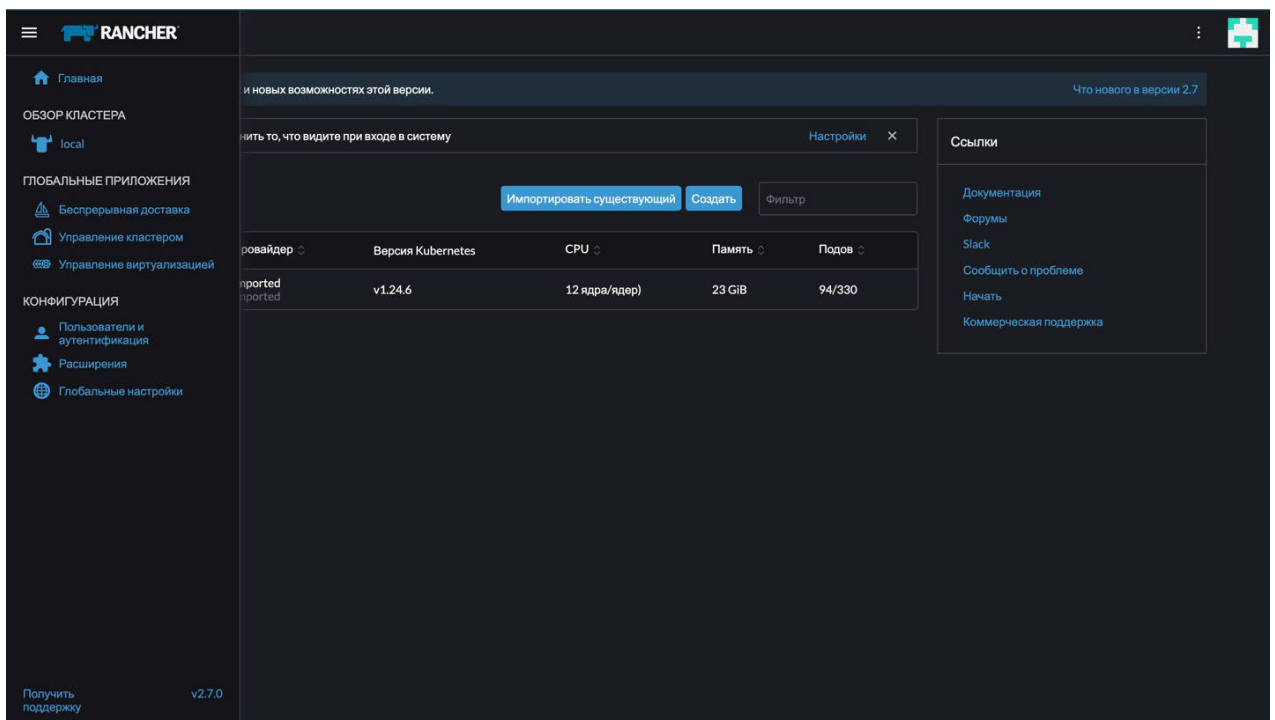 RANCHER
Главная
ОБЗОР КЛАСТЕРА
local
ГЛОБАЛЬНЫЕ ПРИЛОЖЕНИЯ
Беспрерывная доставка
Управление кластером
Управление виртуализацией
КОНФИГУРАЦИЯ
Пользователи и
аутентификация
Расширения
Глобальные настройки
Получить
поддержку
v2.7.0
и новых возможностях этой версии.
Что нового в версии 2.7
нить то, что видите при входе в систему
Настройки
Импортировать существующий
Создать
Фильтр
ровайдер
Версия Kubernetes
CPU
Память
Подов
mported
mported
v1.24.6
12 ядра/ядер)
23 GiB
94/330
Ссылки
Документация
Форумы
Slack
Сообщить о проблеме
Начать
Коммерческая поддержка